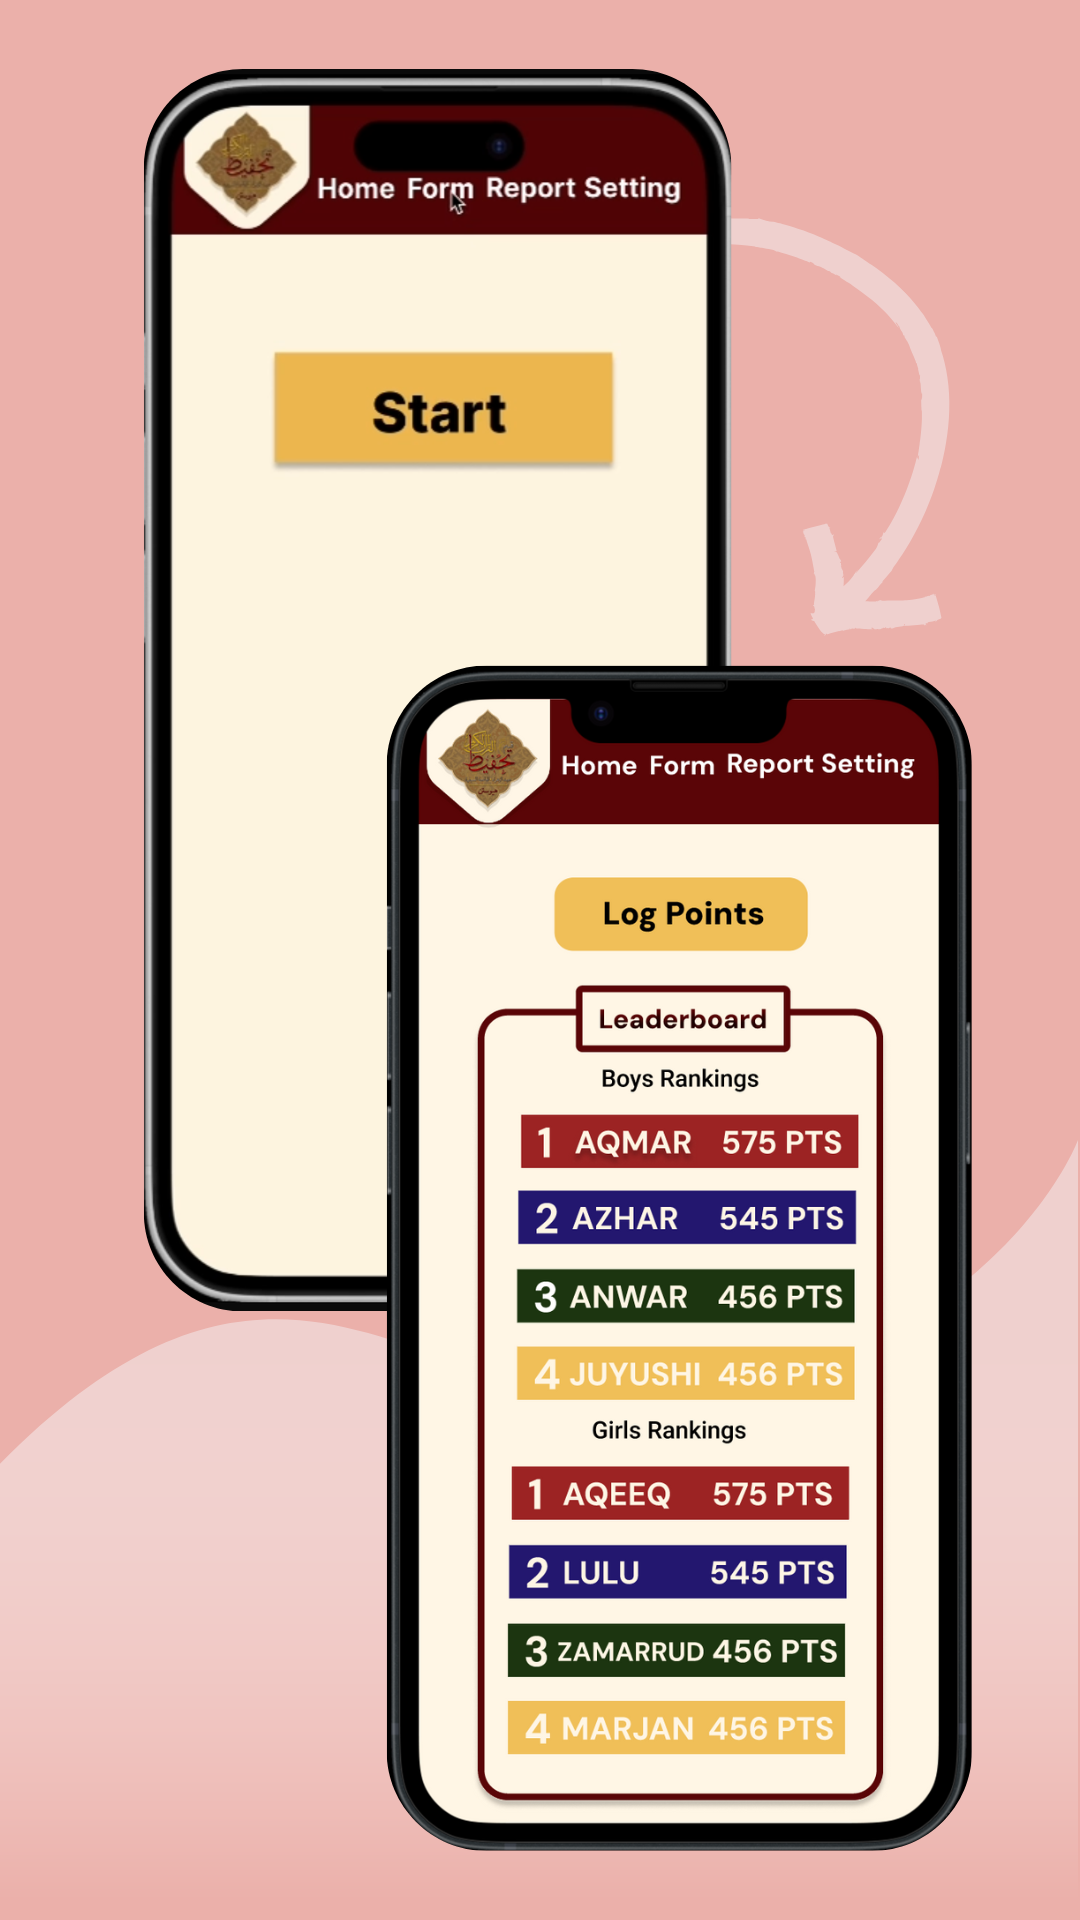 تحفيظ
Home Form Report Setting
Start
تحفيظ
Home Form Report Setting
Log Points
Leaderboard
Boys Rankings
1 AQMAR 575 PTS
2 AZHAR 545 PTS
3 ANWAR 456 PTS
4 JUYUSHI 456 PTS
Girls Rankings
1 AQEEQ 575 PTS
2 LULU 545 PTS
3 ZAMARRUD 456 PTS
4 MARJAN 456 PTS